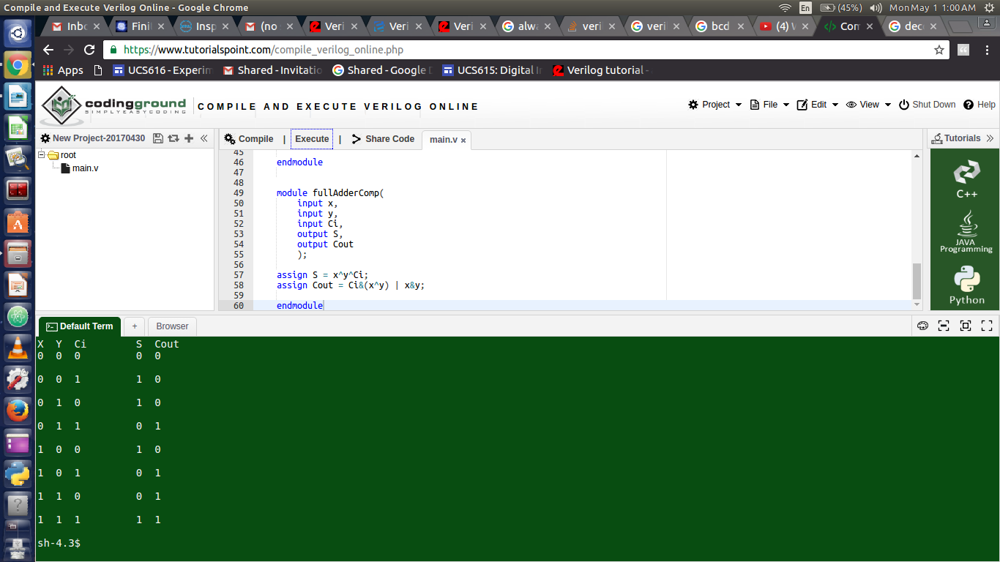 Compile and Execute Verilog Online - Google Chrome
En (45%) Mon May 1 1:00 AM
Inbo Fini Insp (no Veri Veri Veri alwa veril veril bcd (4) Com deco
https://www.tutorialspoint.com/compile_verilog_online.php
Apps UCS616 - Experim Shared - Invitatio Shared - Google D UCS615: Digital Verilog tutorial -
codingground
SIMPLYEASYCODING
COMPILE AND EXECUTE VERILOG ONLINE
Project File Edit View Shut Down Help
New Project-20170430
Compile | Execute | Share Code main.v x
Tutorials
root
main.v
45
46 endmodule
47
48
49 module fullAdderComp(
50 input x,
51 input y,
52 input Ci,
53 output S,
54 output Cout
55 );
56
57 assign S = x^y^Ci;
58 assign Cout = Ci&(x^y) | x&y;
59
60 endmodule
C++
JAVA
Programming
Python
Default Term + Browser
X Y Ci S Cout
0 0 0 0 0
0 0 1 1 0
0 1 0 1 0
0 1 1 0 1
1 0 0 1 0
1 0 1 0 1
1 1 0 0 1
1 1 1 1 1
sh-4.3$